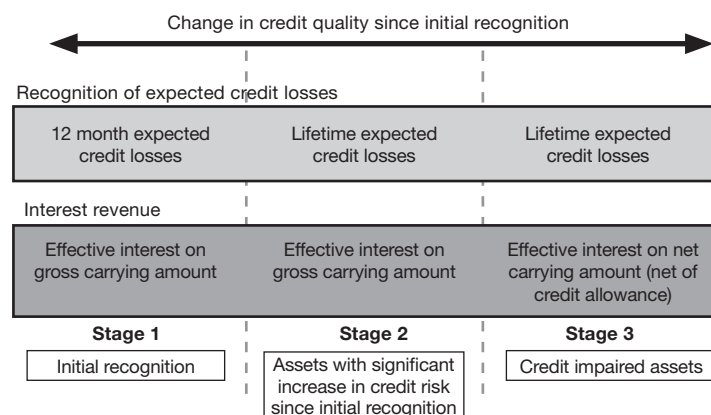 Change in credit quality since initial recognition
Recognition of expected credit losses
12 month expected
credit losses
Lifetime expected
credit losses
Lifetime expected
credit losses
Interest revenue
Effective interest on
gross carrying amount
Effective interest on
gross carrying amount
Effective interest on net
carrying amount (net of
credit allowance)
Stage 1
Stage 2
Stage 3
Initial recognition
Assets with significant
increase in credit risk
since initial recognition
Credit impaired assets